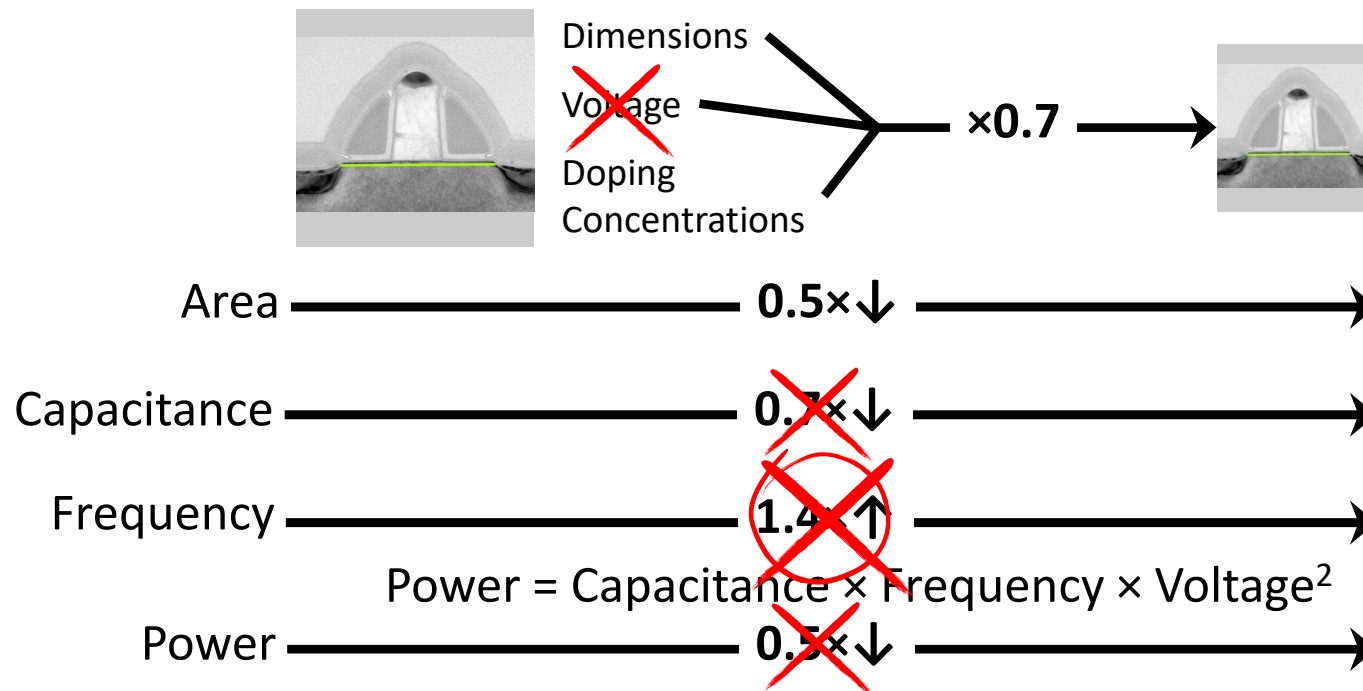 Dimensions
Voltage
×0.7
Doping
Concentrations
Area 0.5×↓
Capacitance 0.7×↓
Frequency 1.4×↑
Power = Capacitance × Frequency × Voltage²
Power 0.5×↓